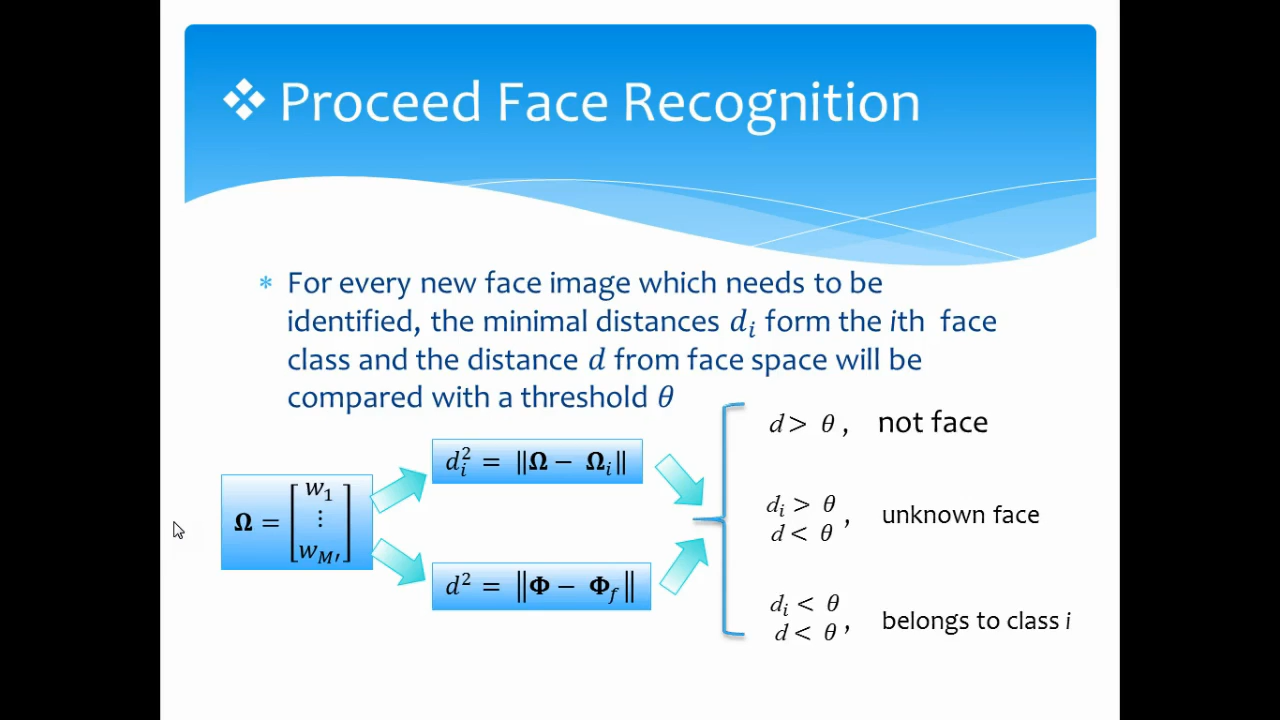 ❖ Proceed Face Recognition
* For every new face image which needs to be
identified, the minimal distances d_i form the ith face
class and the distance d from face space will be
compared with a threshold θ
Ω = [w_1 ⋮ w_M′]
d_i^2 = ‖Ω − Ω_i‖
d^2 = ‖Φ − Φ_f‖
d > θ , not face
d_i > θ
d < θ , unknown face
d_i < θ
d < θ , belongs to class i